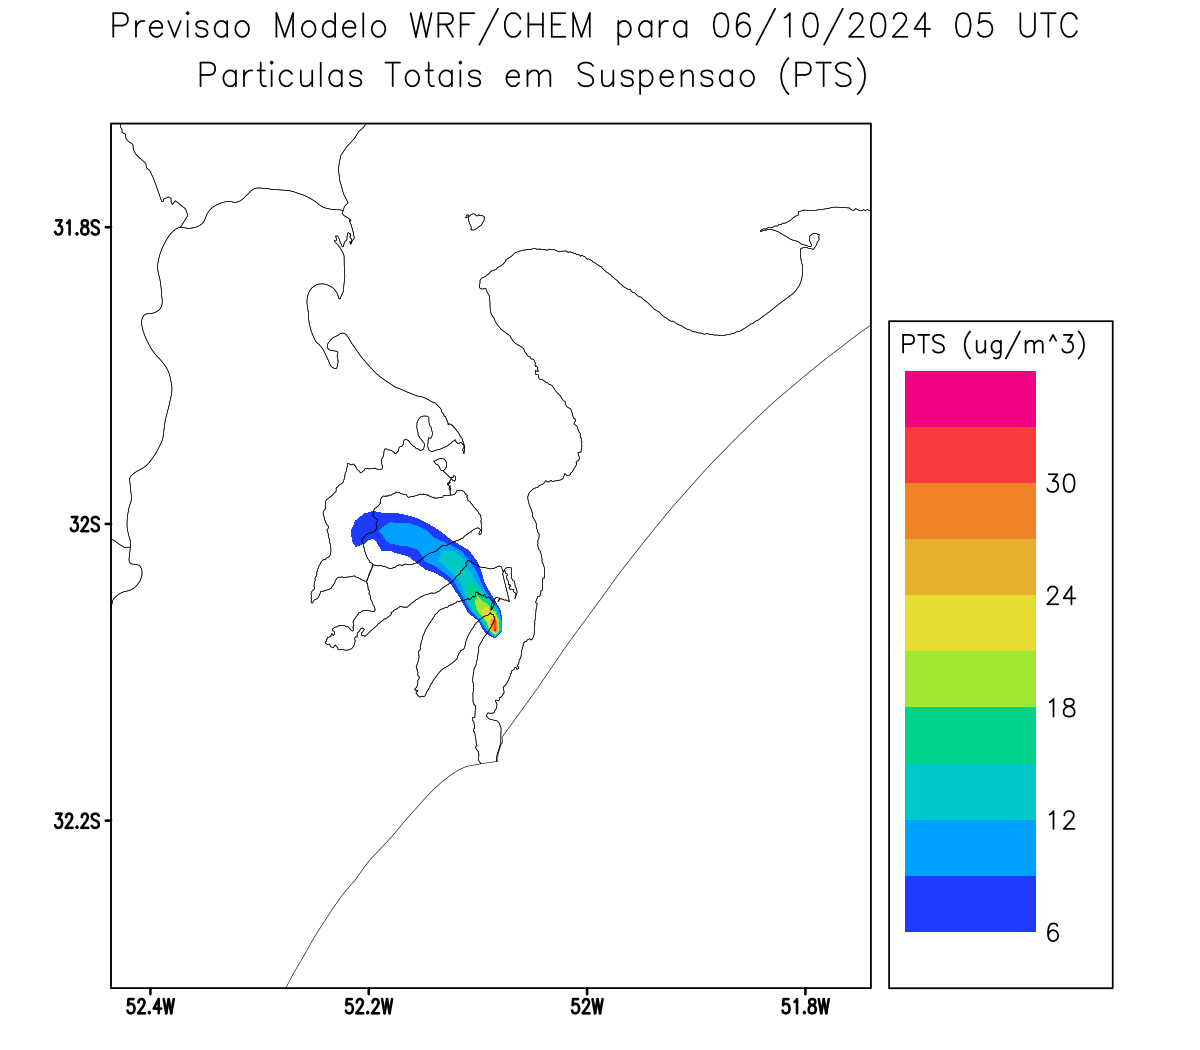 Previsao Modelo WRF/CHEM para 06/10/2024 05 UTC
Particulas Totais em Suspensao (PTS)
31.8S
32S
32.2S
52.4W
52.2W
52W
51.8W
PTS (ug/m^3)
30
24
18
12
6